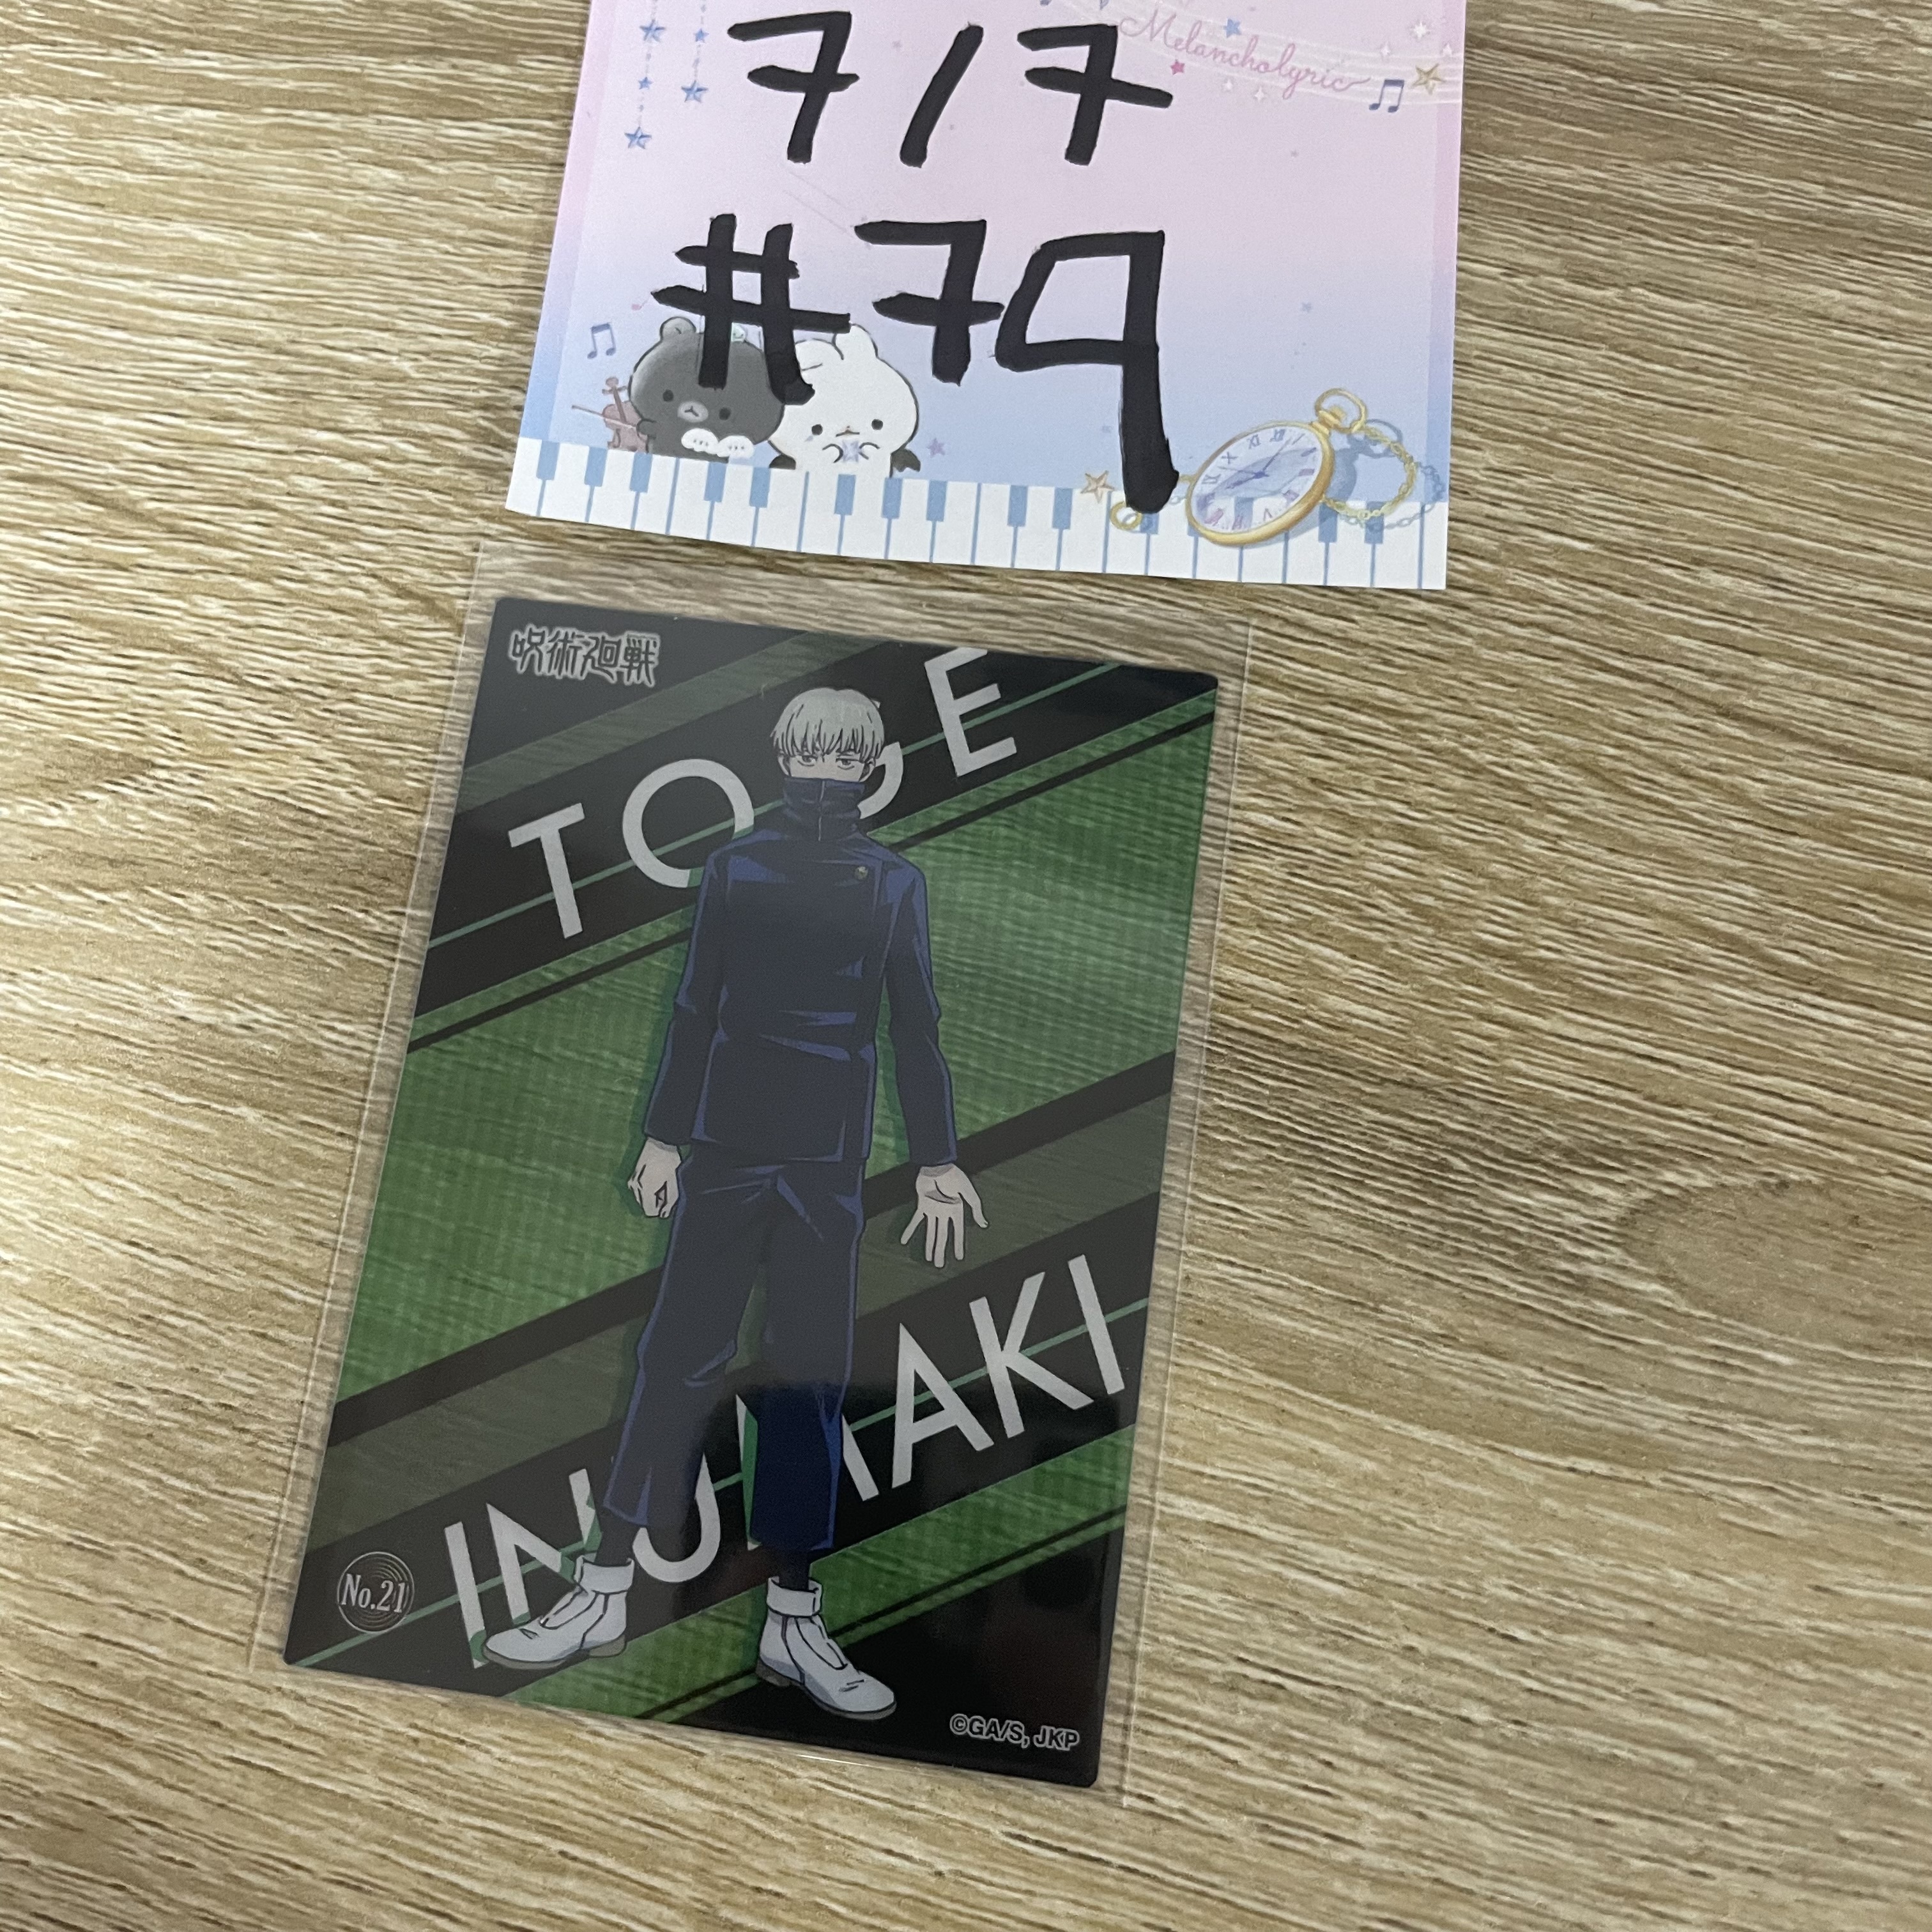 Melancholyric
7/7
#79
呪術廻戦
TOGE
INUMAKI
No.21
©GA/S, JKP